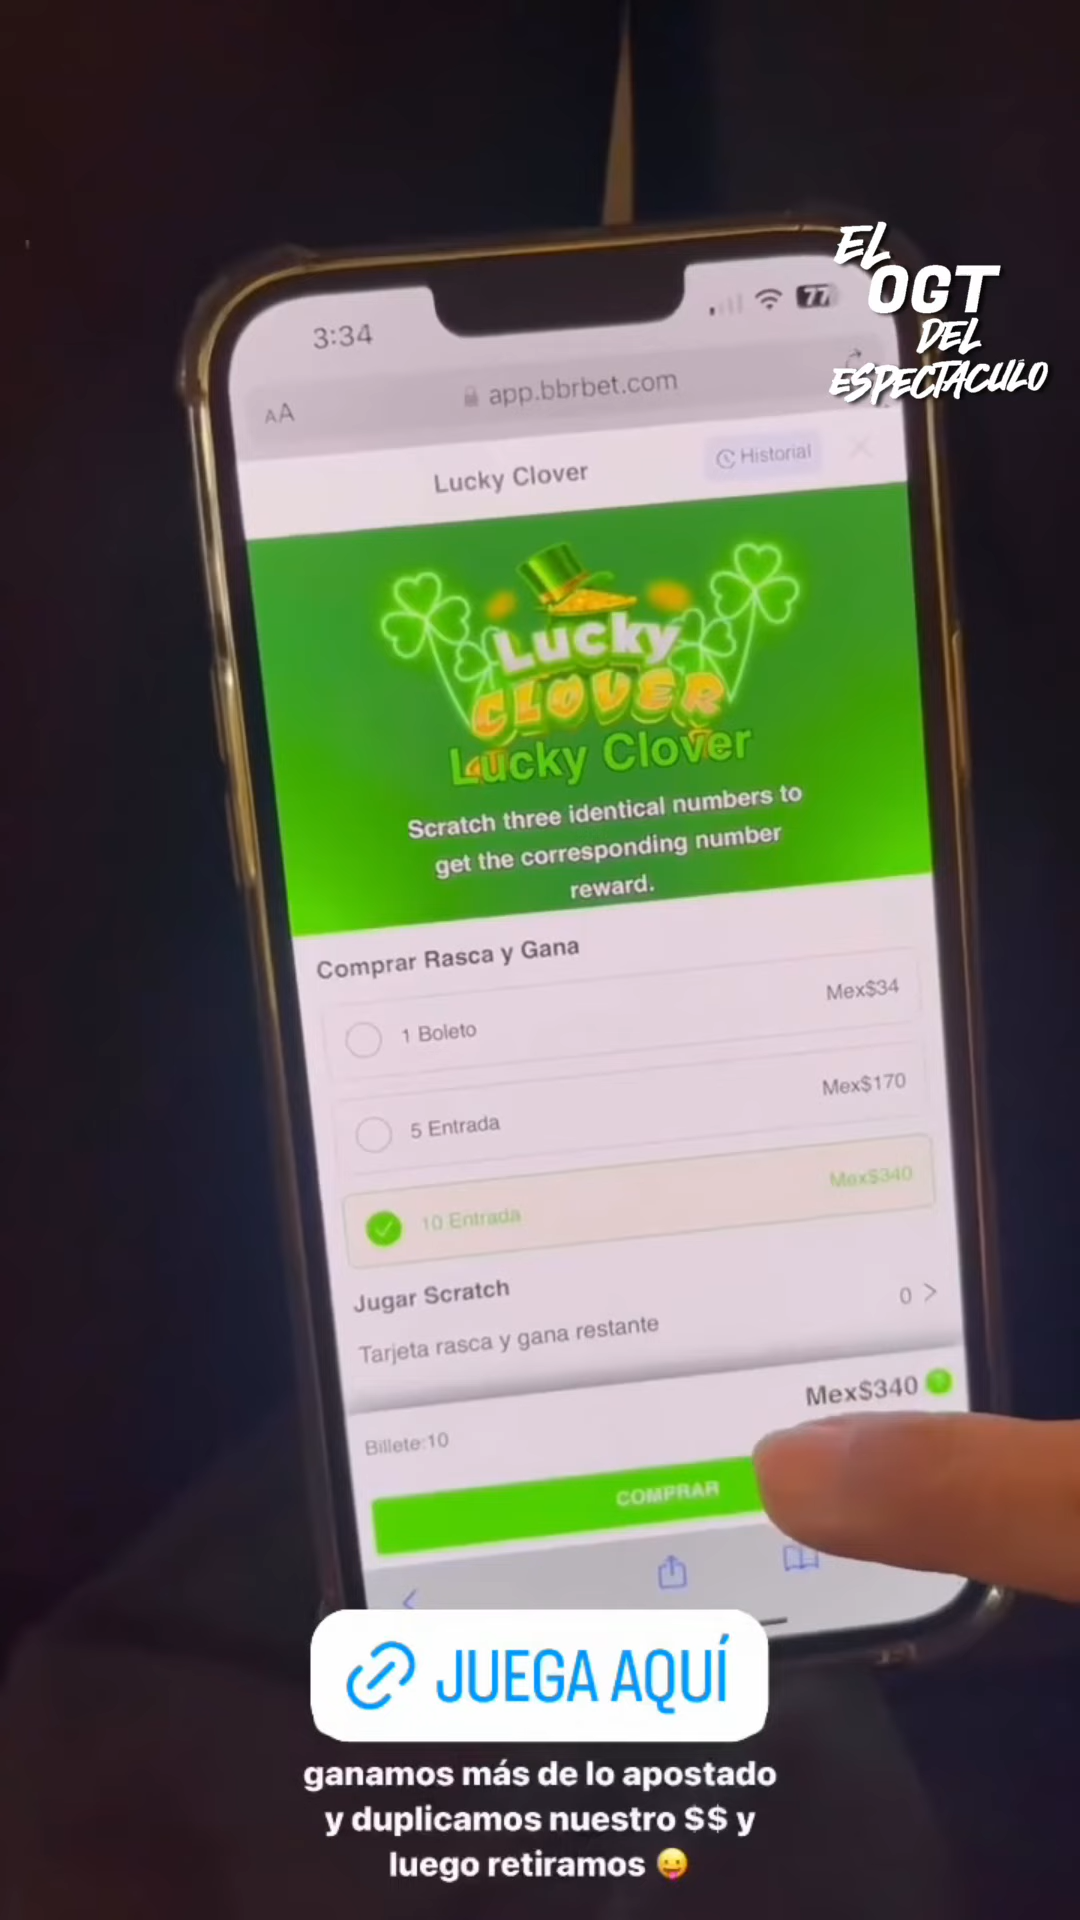 EL
OGT
DEL
ESPECTACULO
3:34
77
AA
app.bbrbet.com
Lucky Clover
Historial
Lucky
CLOVER
Lucky Clover
Scratch three identical numbers to
get the corresponding number
reward.
Comprar Rasca y Gana
1 Boleto
Mex$34
5 Entrada
Mex$170
10 Entrada
Mex$340
Jugar Scratch
Tarjeta rasca y gana restante
0 >
Mex$340
Billete:10
COMPRAR
JUEGA AQUÍ
ganamos más de lo apostado
y duplicamos nuestro $$ y
luego retiramos 😛